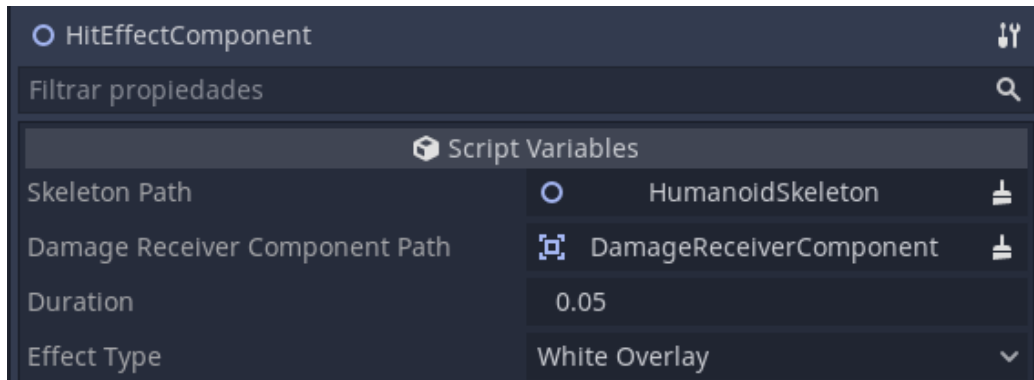 HitEffectComponent
Filtrar propiedades
Script Variables
Skeleton Path HumanoidSkeleton
Damage Receiver Component Path DamageReceiverComponent
Duration 0.05
Effect Type White Overlay